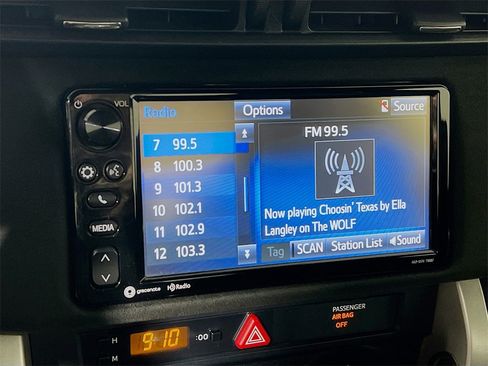 VOL
Radio Options Source
7 99.5
8 100.3
9 101.3
10 102.1
11 102.9
12 103.3
FM 99.5
Now playing Choosin' Texas by Ella
Langley on The WOLF
Tag SCAN Station List Sound
MEDIA
gracenote HD Radio
H 9:10 :00
M
PASSENGER
AIR BAG
OFF